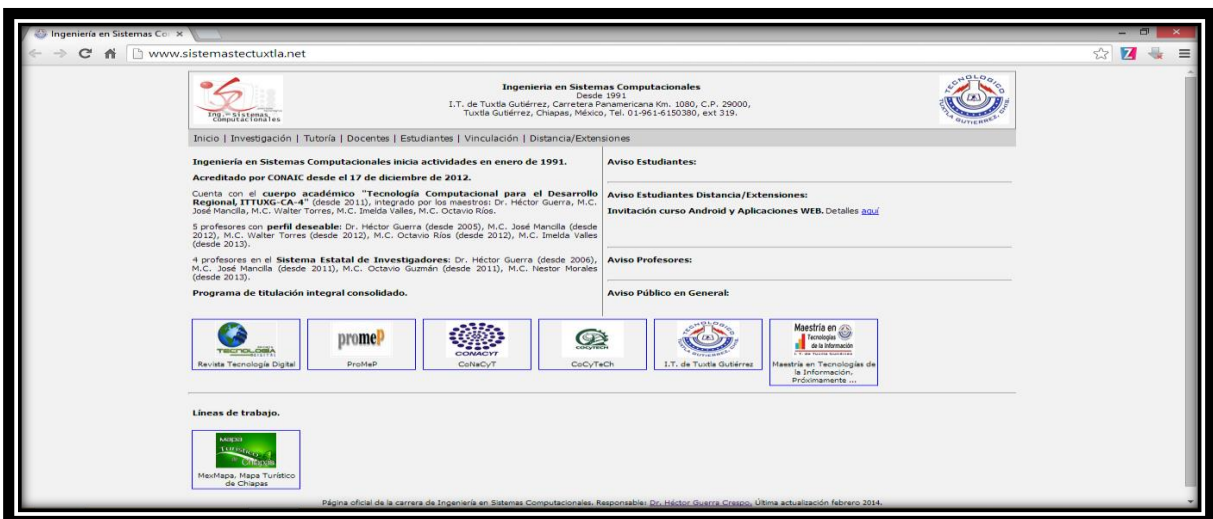 Ingeniería en Sistemas Co
www.sistemastectuxtla.net
Ing. en Sistemas
Computacionales
Ingeniería en Sistemas Computacionales
Desde 1991
I.T. de Tuxtla Gutiérrez, Carretera Panamericana Km. 1080, C.P. 29000,
Tuxtla Gutiérrez, Chiapas, México, Tel. 01-961-6150380, ext 319.
TECNOLOGICO
TUXTLA GUTIERREZ, CHIS.
Inicio | Investigación | Tutoría | Docentes | Estudiantes | Vinculación | Distancia/Extensiones
Ingeniería en Sistemas Computacionales inicia actividades en enero de 1991.
Acreditado por CONAIC desde el 17 de diciembre de 2012.
Cuenta con el cuerpo académico "Tecnología Computacional para el Desarrollo
Regional, ITTUXG-CA-4" (desde 2011), integrado por los maestros: Dr. Héctor Guerra, M.C.
José Mancilla, M.C. Walter Torres, M.C. Imelda Valles, M.C. Octavio Ríos.
5 profesores con perfil deseable: Dr. Héctor Guerra (desde 2005), M.C. José Mancilla (desde
2012), M.C. Walter Torres (desde 2012), M.C. Octavio Ríos (desde 2012), M.C. Imelda Valles
(desde 2013).
4 profesores en el Sistema Estatal de Investigadores: Dr. Héctor Guerra (desde 2006),
M.C. José Mancilla (desde 2011), M.C. Octavio Guzmán (desde 2011), M.C. Nestor Morales
(desde 2013).
Programa de titulación integral consolidado.
Aviso Estudiantes:
Aviso Estudiantes Distancia/Extensiones:
Invitación curso Android y Aplicaciones WEB. Detalles aquí
Aviso Profesores:
Aviso Público en General:
TECNOLOGIA
DIGITAL
Revista Tecnología Digital
promeP
ProMeP
CONACYT
CoNaCyT
COCYTECH
CoCyTeCh
I.T. de Tuxtla Gutiérrez
Maestría en
Tecnologías
de la Información
Maestría en Tecnologías de
la Información,
Próximamente ...
Líneas de trabajo.
Mapa
Turístico
de Chiapas
MexMapa, Mapa Turístico
de Chiapas
Página oficial de la carrera de Ingeniería en Sistemas Computacionales. Responsable: Dr. Héctor Guerra Crespo. Última actualización febrero 2014.